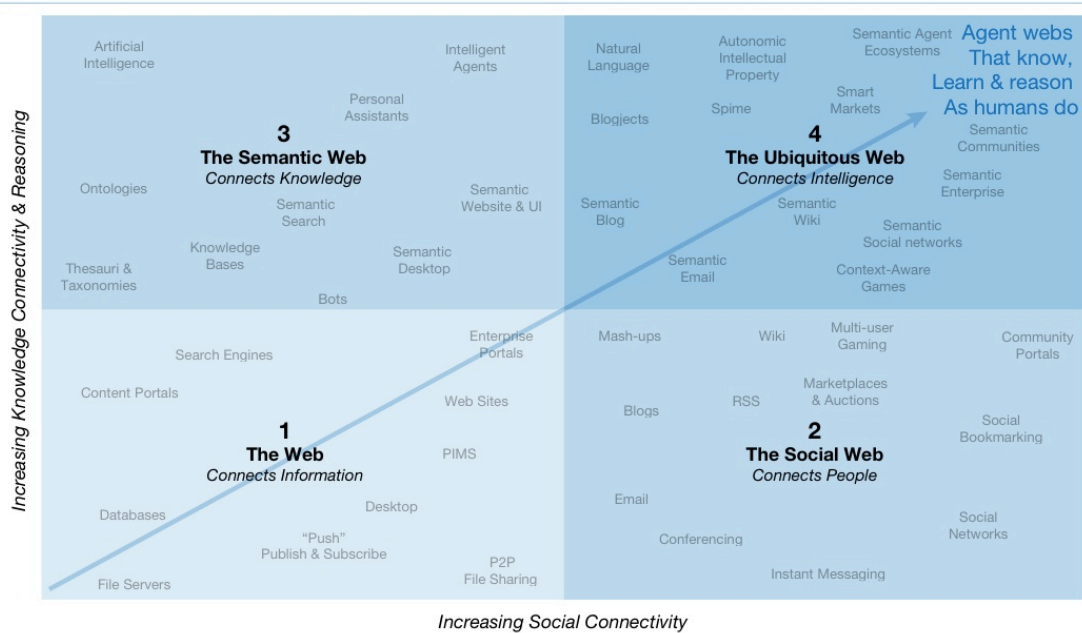 Increasing Knowledge Connectivity & Reasoning
Artificial
Intelligence
Intelligent
Agents
Personal
Assistants
3
The Semantic Web
Connects Knowledge
Ontologies
Semantic
Search
Semantic
Website & UI
Knowledge
Bases
Semantic
Desktop
Thesauri &
Taxonomies
Bots
Natural
Language
Autonomic
Intellectual
Property
Semantic Agent
Ecosystems
Agent webs
That know,
Learn & reason
As humans do
Blogjects
Spime
Smart
Markets
4
The Ubiquitous Web
Connects Intelligence
Semantic
Communities
Semantic
Enterprise
Semantic
Blog
Semantic
Wiki
Semantic
Social networks
Semantic
Email
Context-Aware
Games
Search Engines
Enterprise
Portals
Content Portals
Web Sites
1
The Web
Connects Information
PIMS
Databases
Desktop
“Push”
Publish & Subscribe
File Servers
P2P
File Sharing
Mash-ups
Wiki
Multi-user
Gaming
Community
Portals
Blogs
RSS
Marketplaces
& Auctions
2
The Social Web
Connects People
Social
Bookmarking
Email
Conferencing
Social
Networks
Instant Messaging
Increasing Social Connectivity